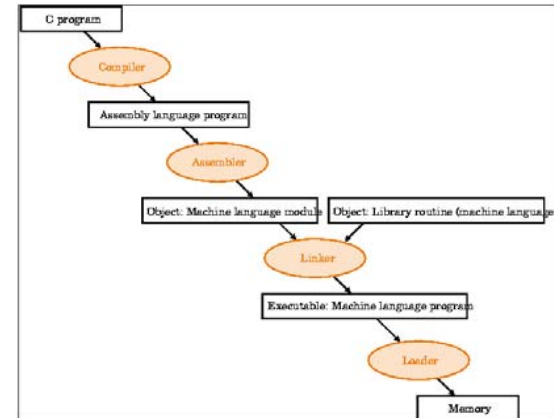 C program
Compiler
Assembly language program
Assembler
Object: Machine language module
Object: Library routine (machine language
Linker
Executable: Machine language program
Loader
Memory